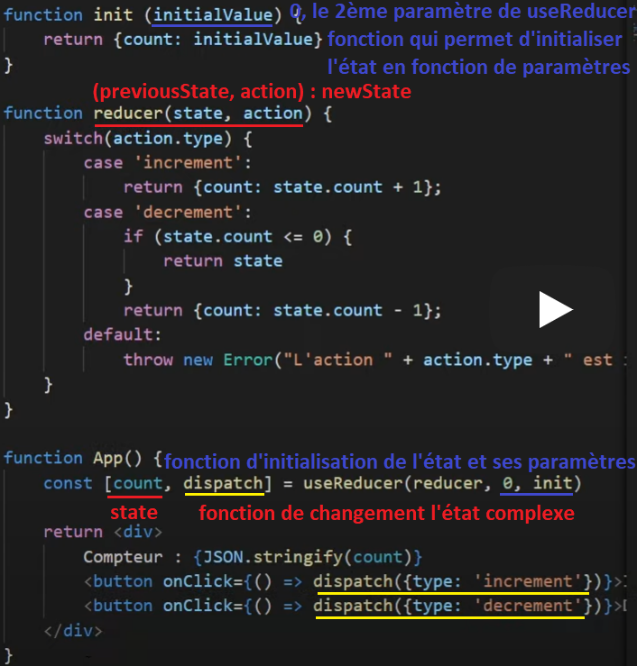 function init (initialValue) { 0, le 2ème paramètre de useReducer
return {count: initialValue} fonction qui permet d'initialiser
} l'état en fonction de paramètres
(previousState, action) : newState
function reducer(state, action) {
switch(action.type) {
case 'increment':
return {count: state.count + 1};
case 'decrement':
if (state.count <= 0) {
return state
}
return {count: state.count - 1};
default:
throw new Error("L'action " + action.type + " est
}
}
function App() { fonction d'initialisation de l'état et ses paramètres
const [count, dispatch] = useReducer(reducer, 0, init)
state fonction de changement l'état complexe
return <div>
Compteur : {JSON.stringify(count)}
<button onClick={() => dispatch({type: 'increment'})}>
<button onClick={() => dispatch({type: 'decrement'})}>
</div>
}